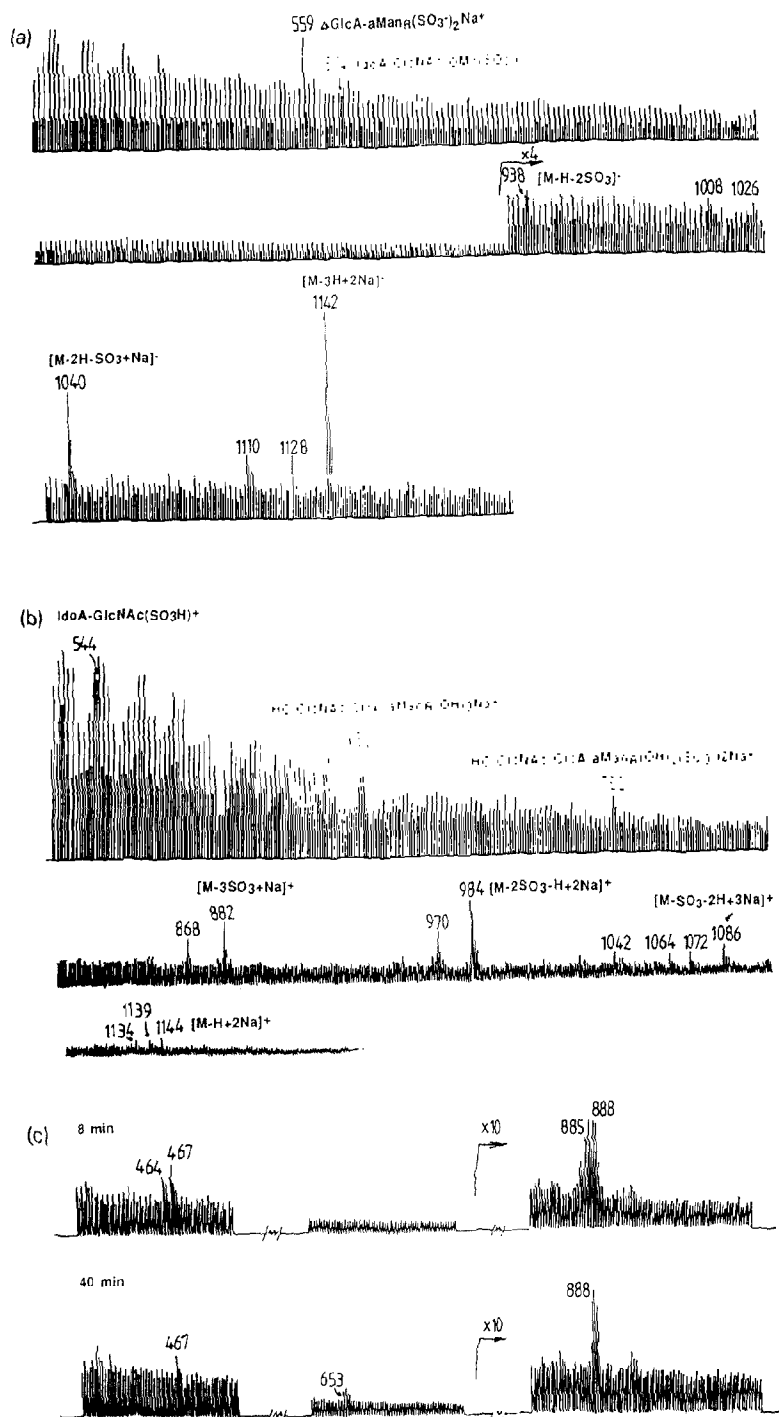 (a)
559 ΔGlcA-aManR(SO3-)2Na+
x4
938 [M-H-2SO3]-
1008 1026
[M-3H+2Na]-
1142
[M-2H-SO3+Na]-
1040
1110 1128
(b) IdoA-GlcNAc(SO3H)+
544
[M-3SO3+Na]+
868 882
970 984 [M-2SO3-H+2Na]+
[M-SO3-2H+3Na]+
1042 1064 1072 1086
1139
1134 1144 [M-H+2Na]+
(c) 8 min
464 467
x10
885 888
40 min
467
653
x10
888